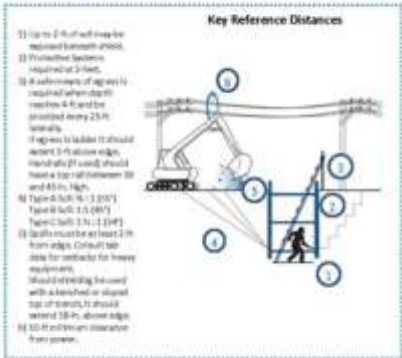 Key Reference Distances
1) Up to 2-ft of soil may be
exposed beneath shield.
2) Protective Systems
required at 5-feet.
3) A safe means of egress is
required when depth
reaches 4-ft and be
provided every 25-ft
laterally.
If egress is ladder it should
extend 3-ft above edge.
Handrails (if used) should
have a top rail between
and in. high.
4) Type A Soil: ¾ : 1 (53°)
Type B Soil: 1:1 (45°)
Type C Soil: 1 ½ : 1 (34°)
5) Spoils must be at least 2-ft
from edge. Consult tab
data for setbacks for heavy
equipment.
Should shielding be used
with a benched or sloped
top of trench, it should
extend 18-in. above edge.
6) 10-ft minimum clearance
from power.
6
3
5
2
4
1